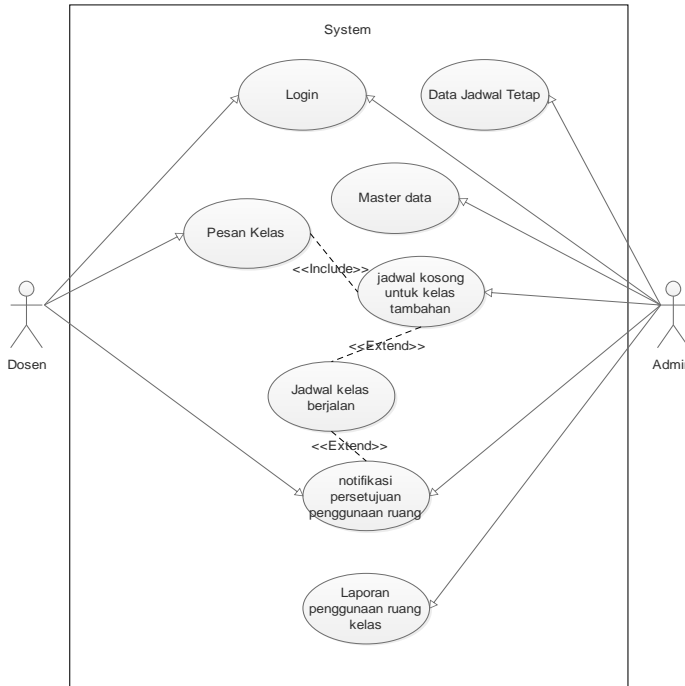 System
Login
Data Jadwal Tetap
Master data
Pesan Kelas
<<Include>>
jadwal kosong
untuk kelas
tambahan
<<Extend>>
Dosen
Admin
Jadwal kelas
berjalan
<<Extend>>
notifikasi
persetujuan
penggunaan ruang
Laporan
penggunaan ruang
kelas